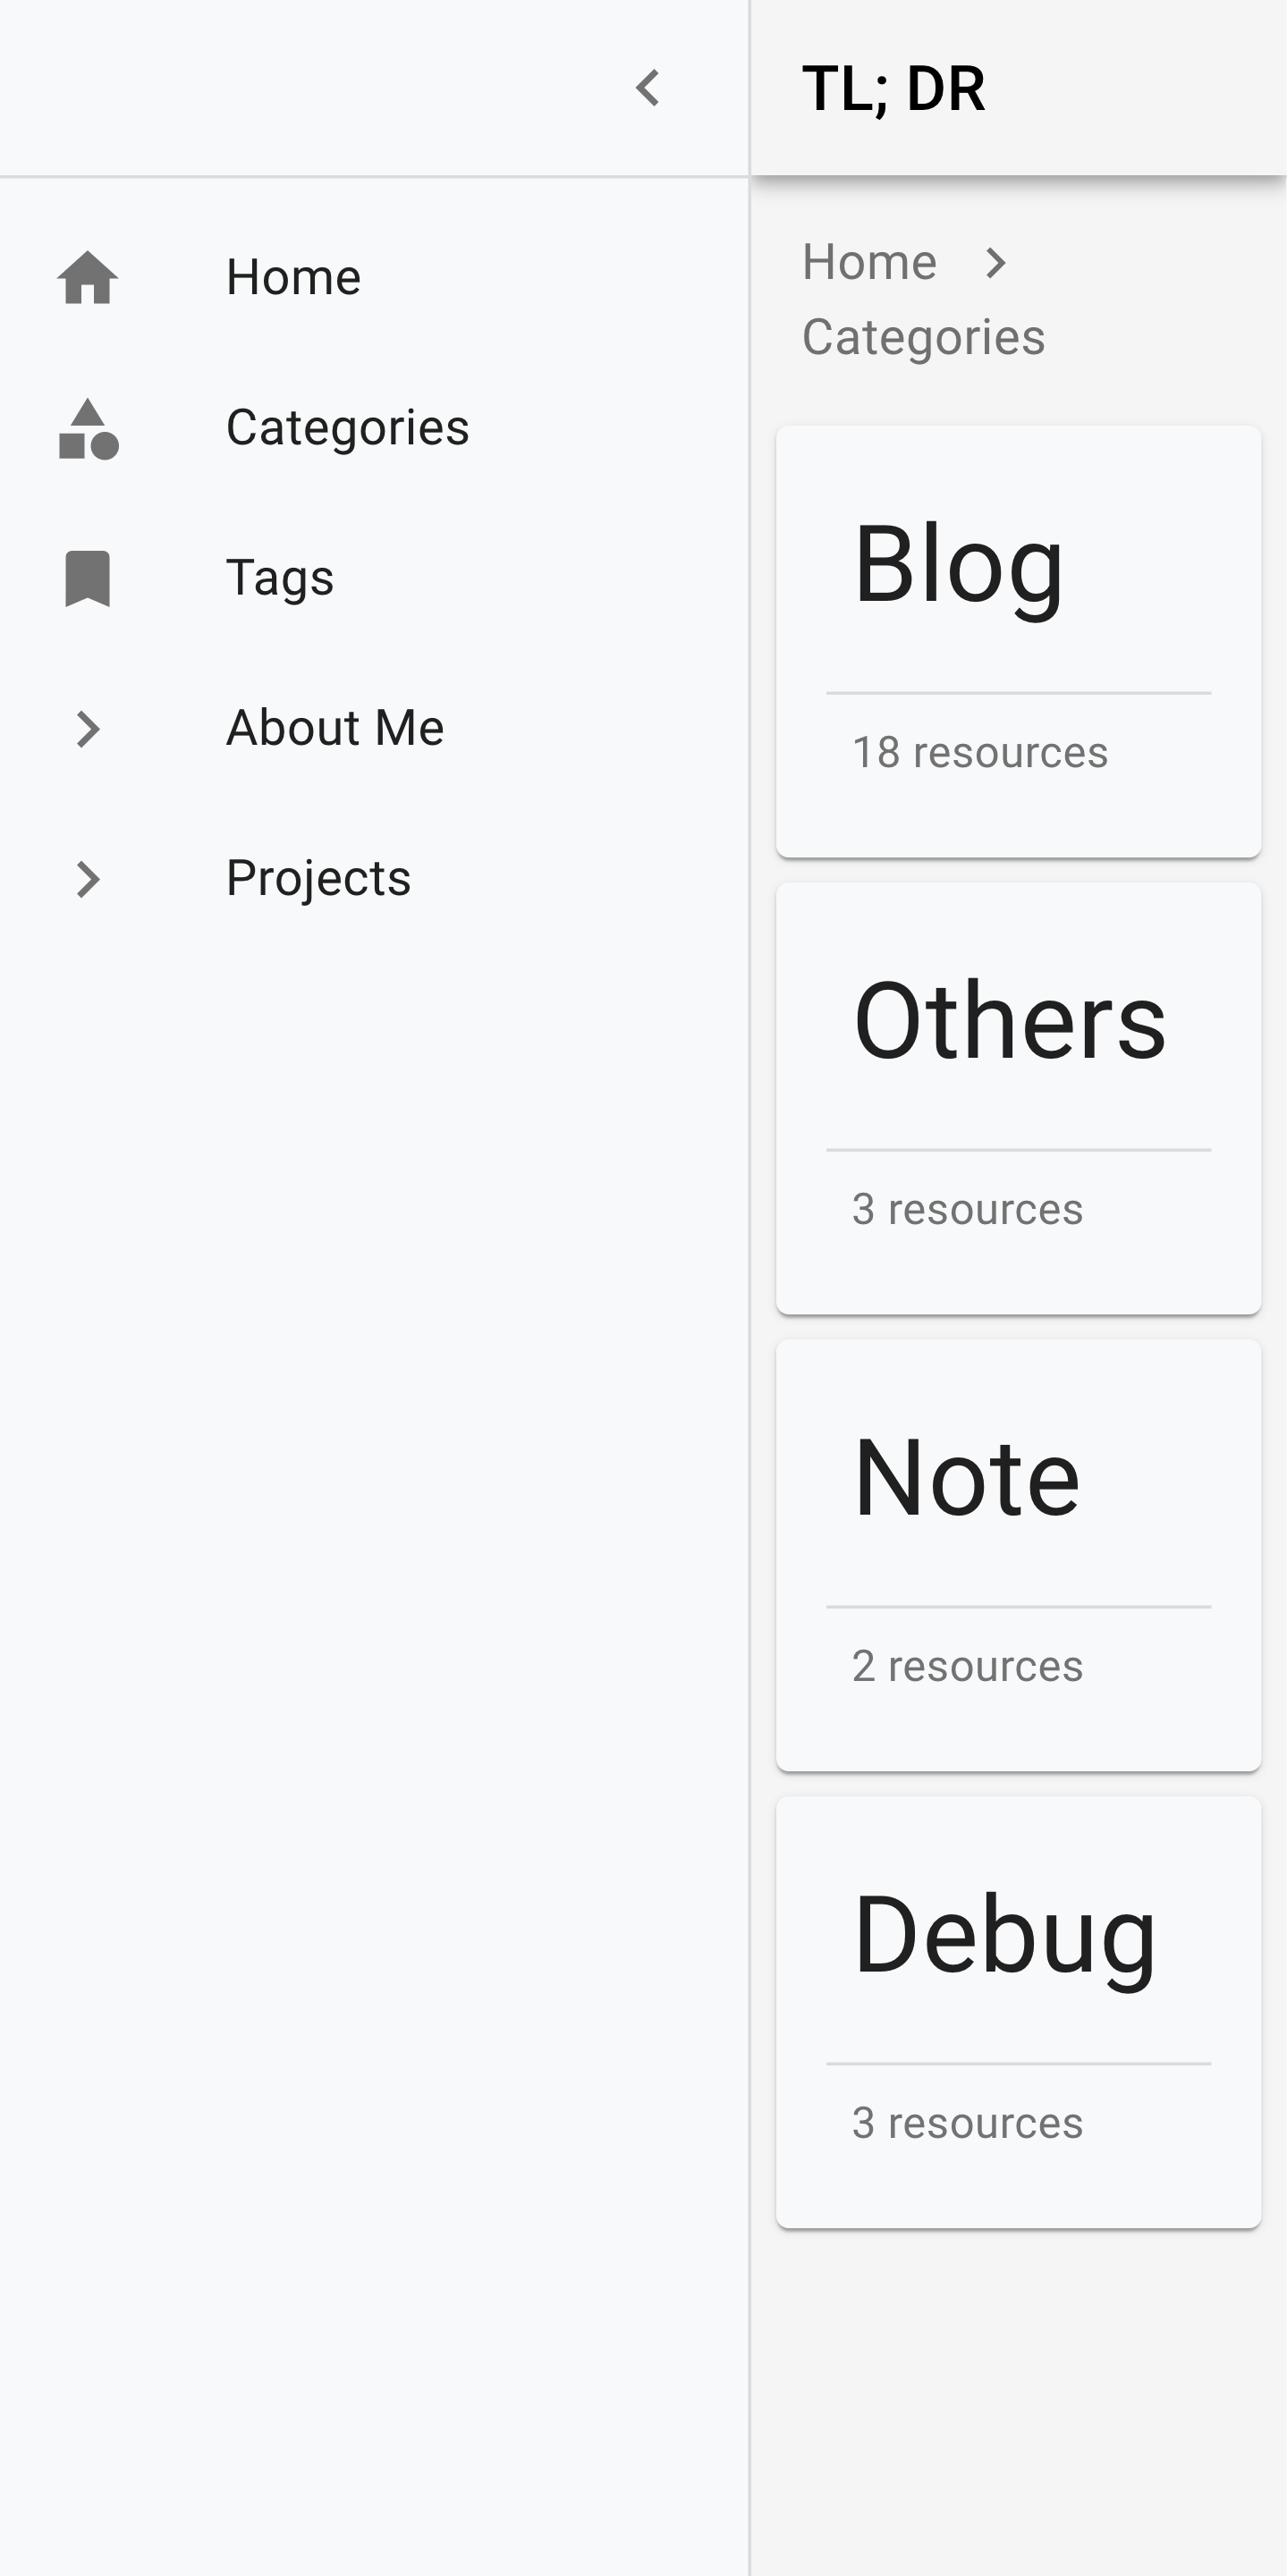 Home
Categories
Tags
About Me
Projects
TL; DR
Home
Categories
Blog
18 resources
Others
3 resources
Note
2 resources
Debug
3 resources